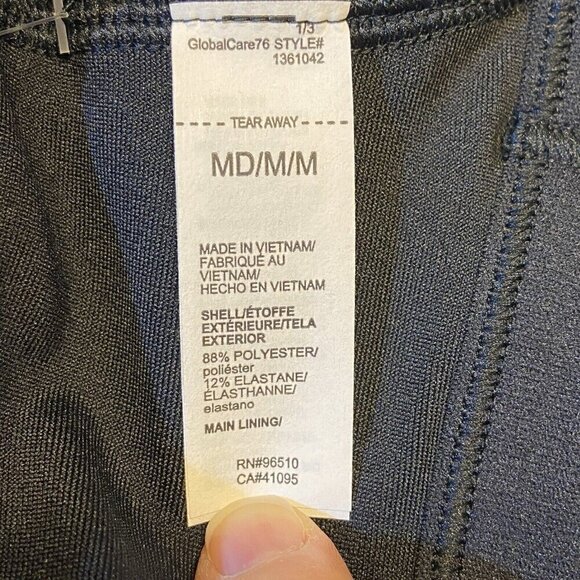 1/3
GlobalCare76 STYLE#
1361042
TEAR AWAY
MD/M/M
MADE IN VIETNAM/
FABRIQUÉ AU
VIETNAM/
HECHO EN VIETNAM
SHELL/ÉTOFFE
EXTÉRIEURE/TELA
EXTERIOR
88% POLYESTER/
poliéster
12% ELASTANE/
ÉLASTHANNE/
elastano
MAIN LINING/
RN#96510
CA#41095